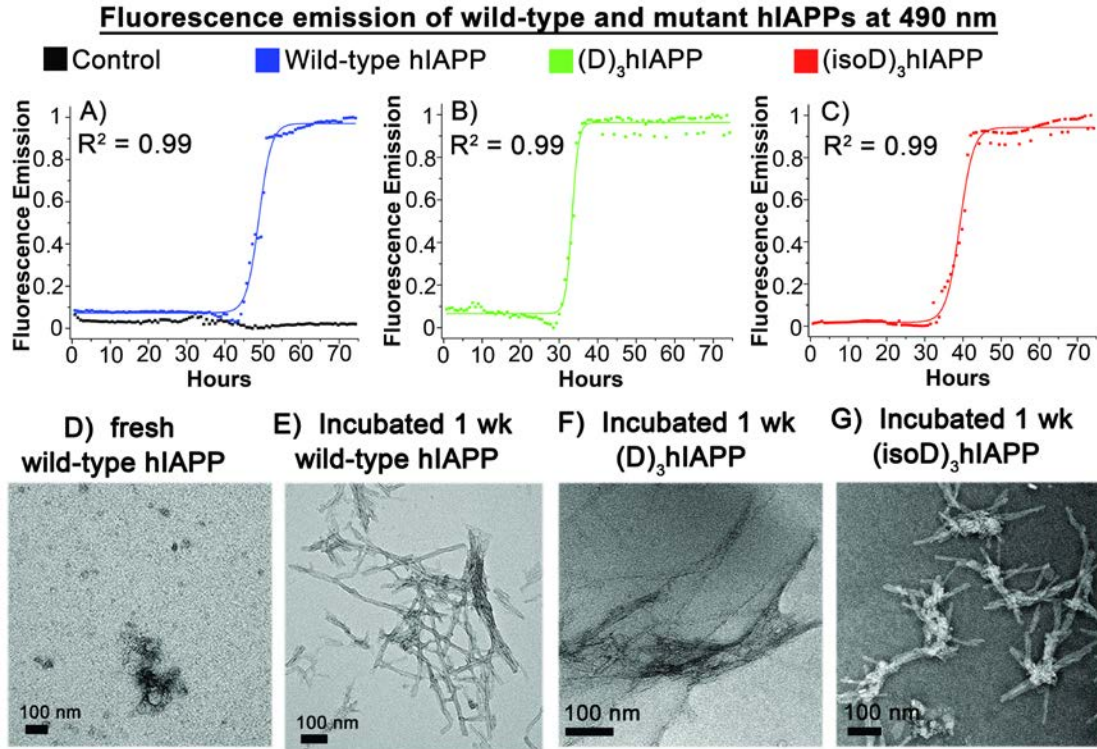 Fluorescence emission of wild-type and mutant hIAPPs at 490 nm
Control Wild-type hIAPP (D)₃hIAPP (isoD)₃hIAPP
A)
R² = 0.99
Fluorescence Emission
1
0.8
0.6
0.4
0.2
0
0 10 20 30 40 50 60 70
Hours
B)
R² = 0.99
Fluorescence Emission
1
0.8
0.6
0.4
0.2
0
0 10 20 30 40 50 60 70
Hours
C)
R² = 0.99
Fluorescence Emission
1
0.8
0.6
0.4
0.2
0
0 10 20 30 40 50 60 70
Hours
D) fresh
wild-type hIAPP
100 nm
E) Incubated 1 wk
wild-type hIAPP
100 nm
F) Incubated 1 wk
(D)₃hIAPP
100 nm
G) Incubated 1 wk
(isoD)₃hIAPP
100 nm